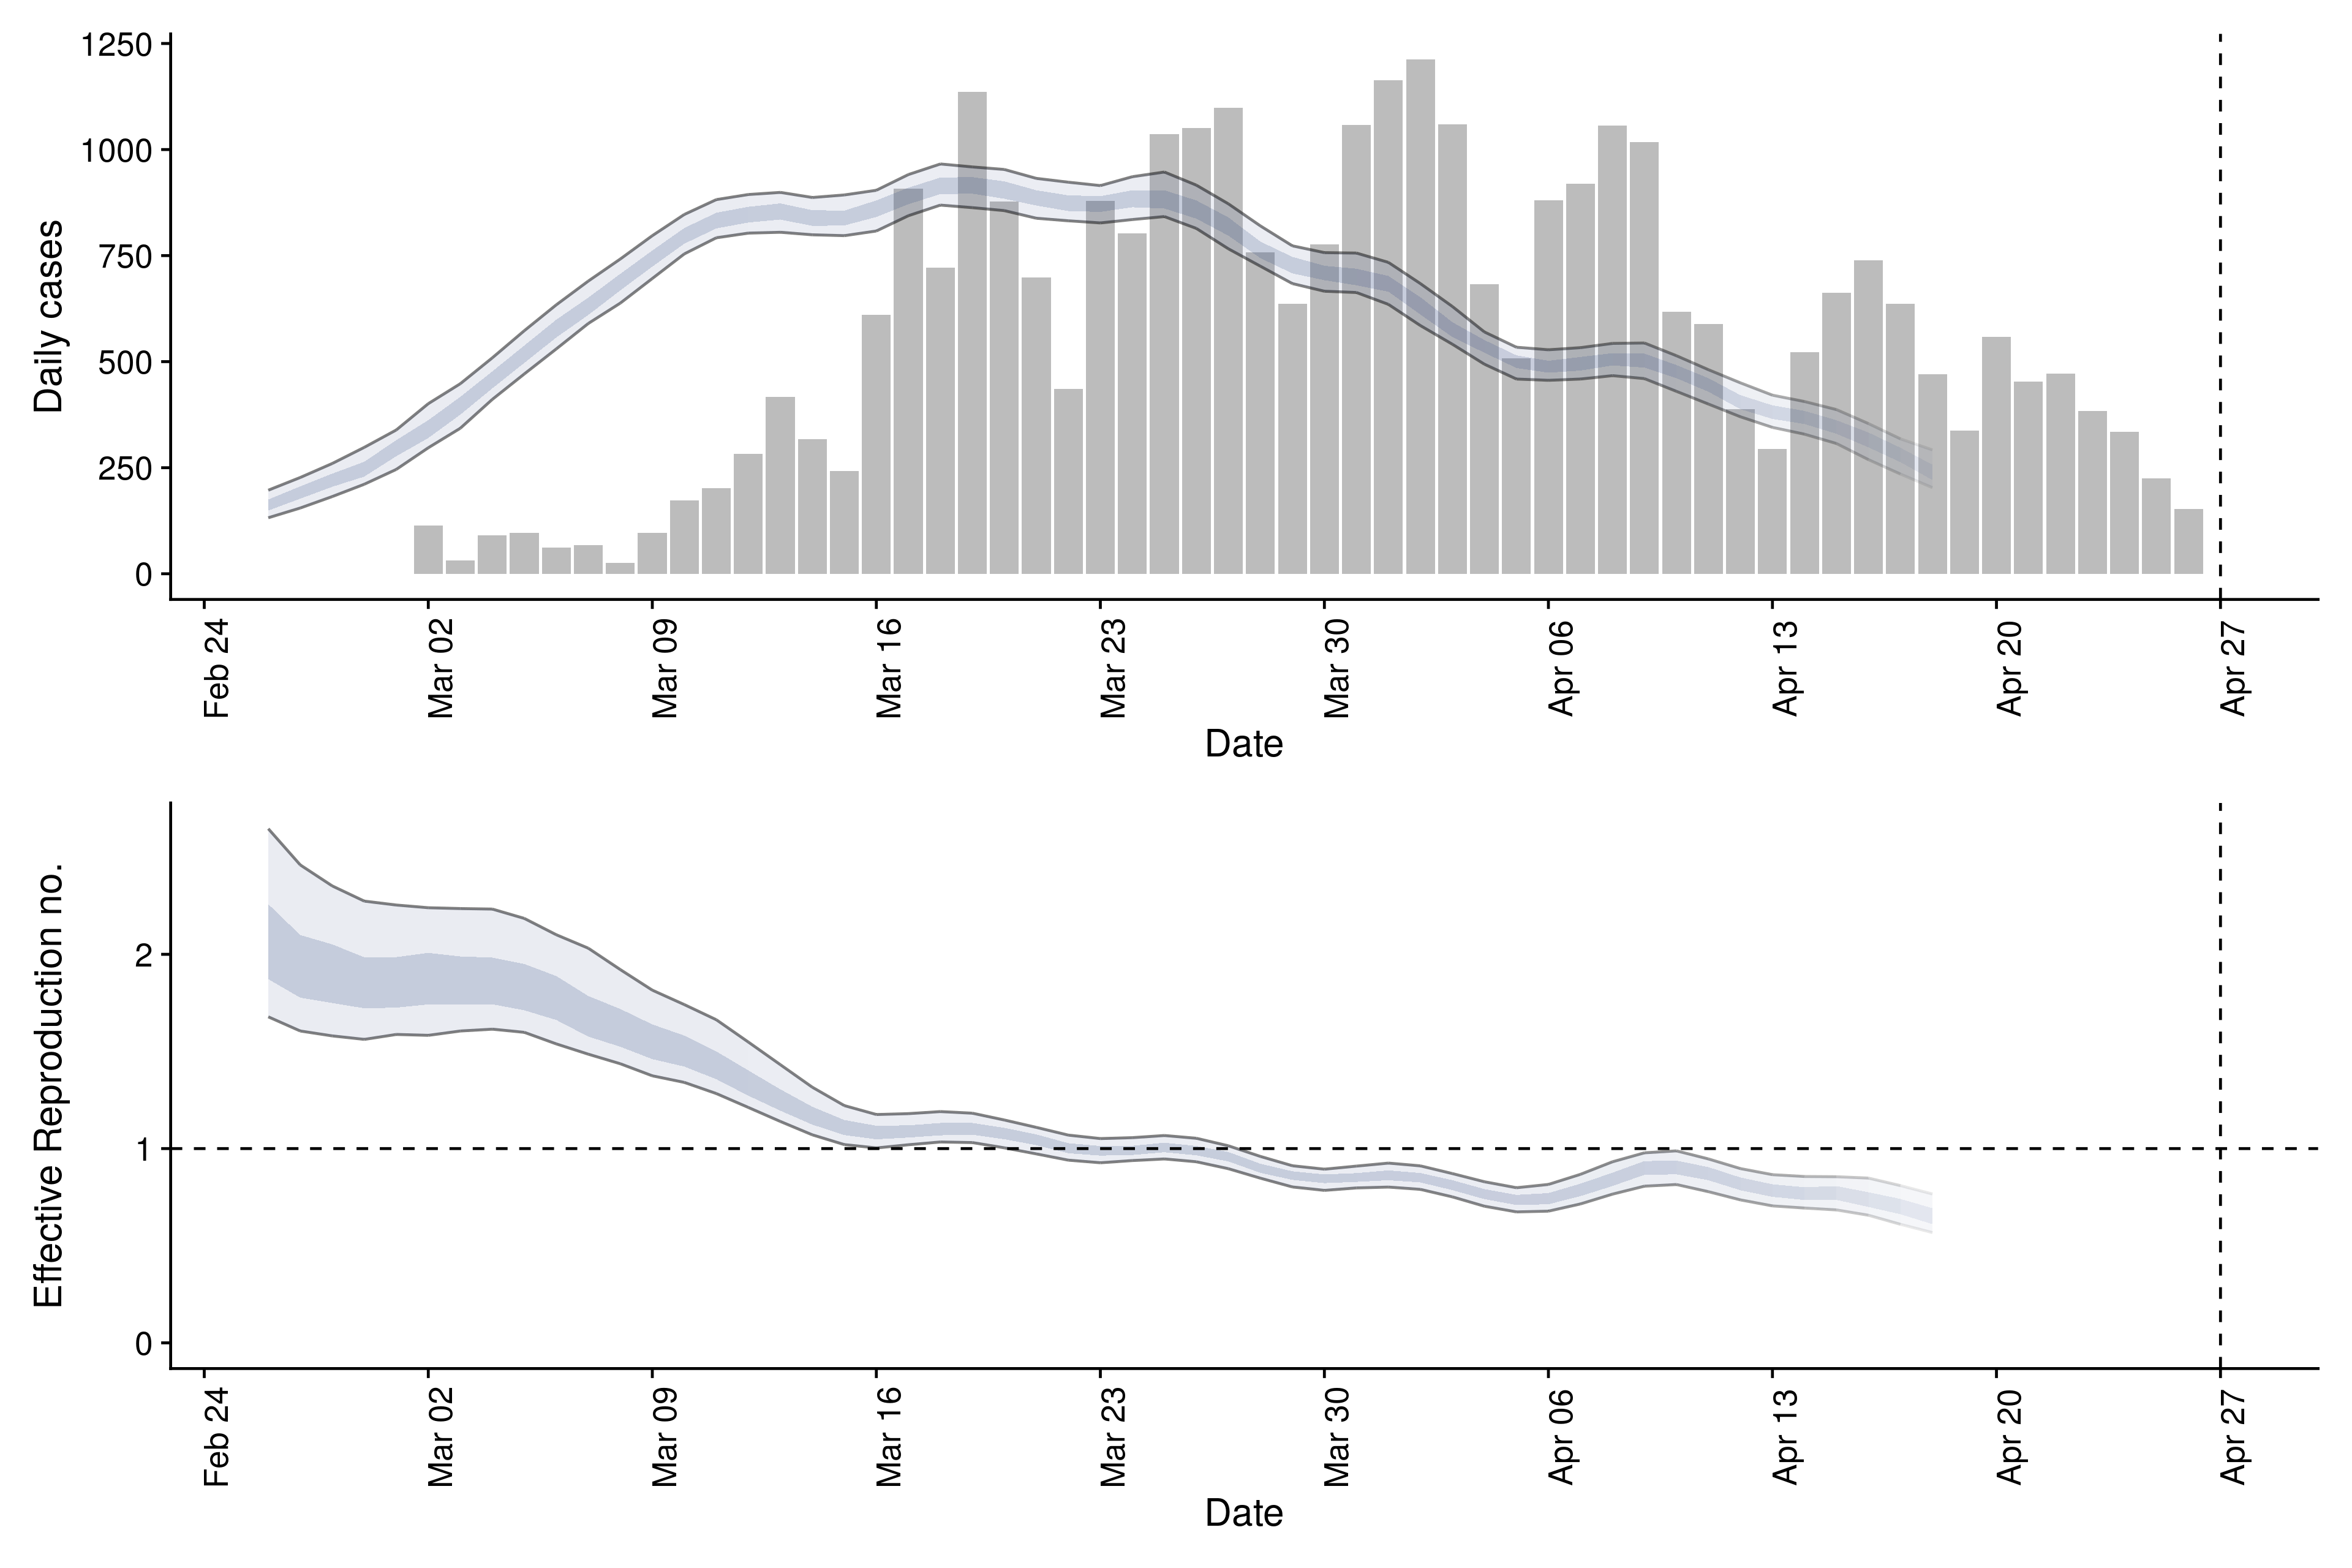 1250
1000
750
500
250
0
Daily cases
Feb 24
Mar 02
Mar 09
Mar 16
Mar 23
Mar 30
Apr 06
Apr 13
Apr 20
Apr 27
Date
2
1
0
Effective Reproduction no.
Feb 24
Mar 02
Mar 09
Mar 16
Mar 23
Mar 30
Apr 06
Apr 13
Apr 20
Apr 27
Date